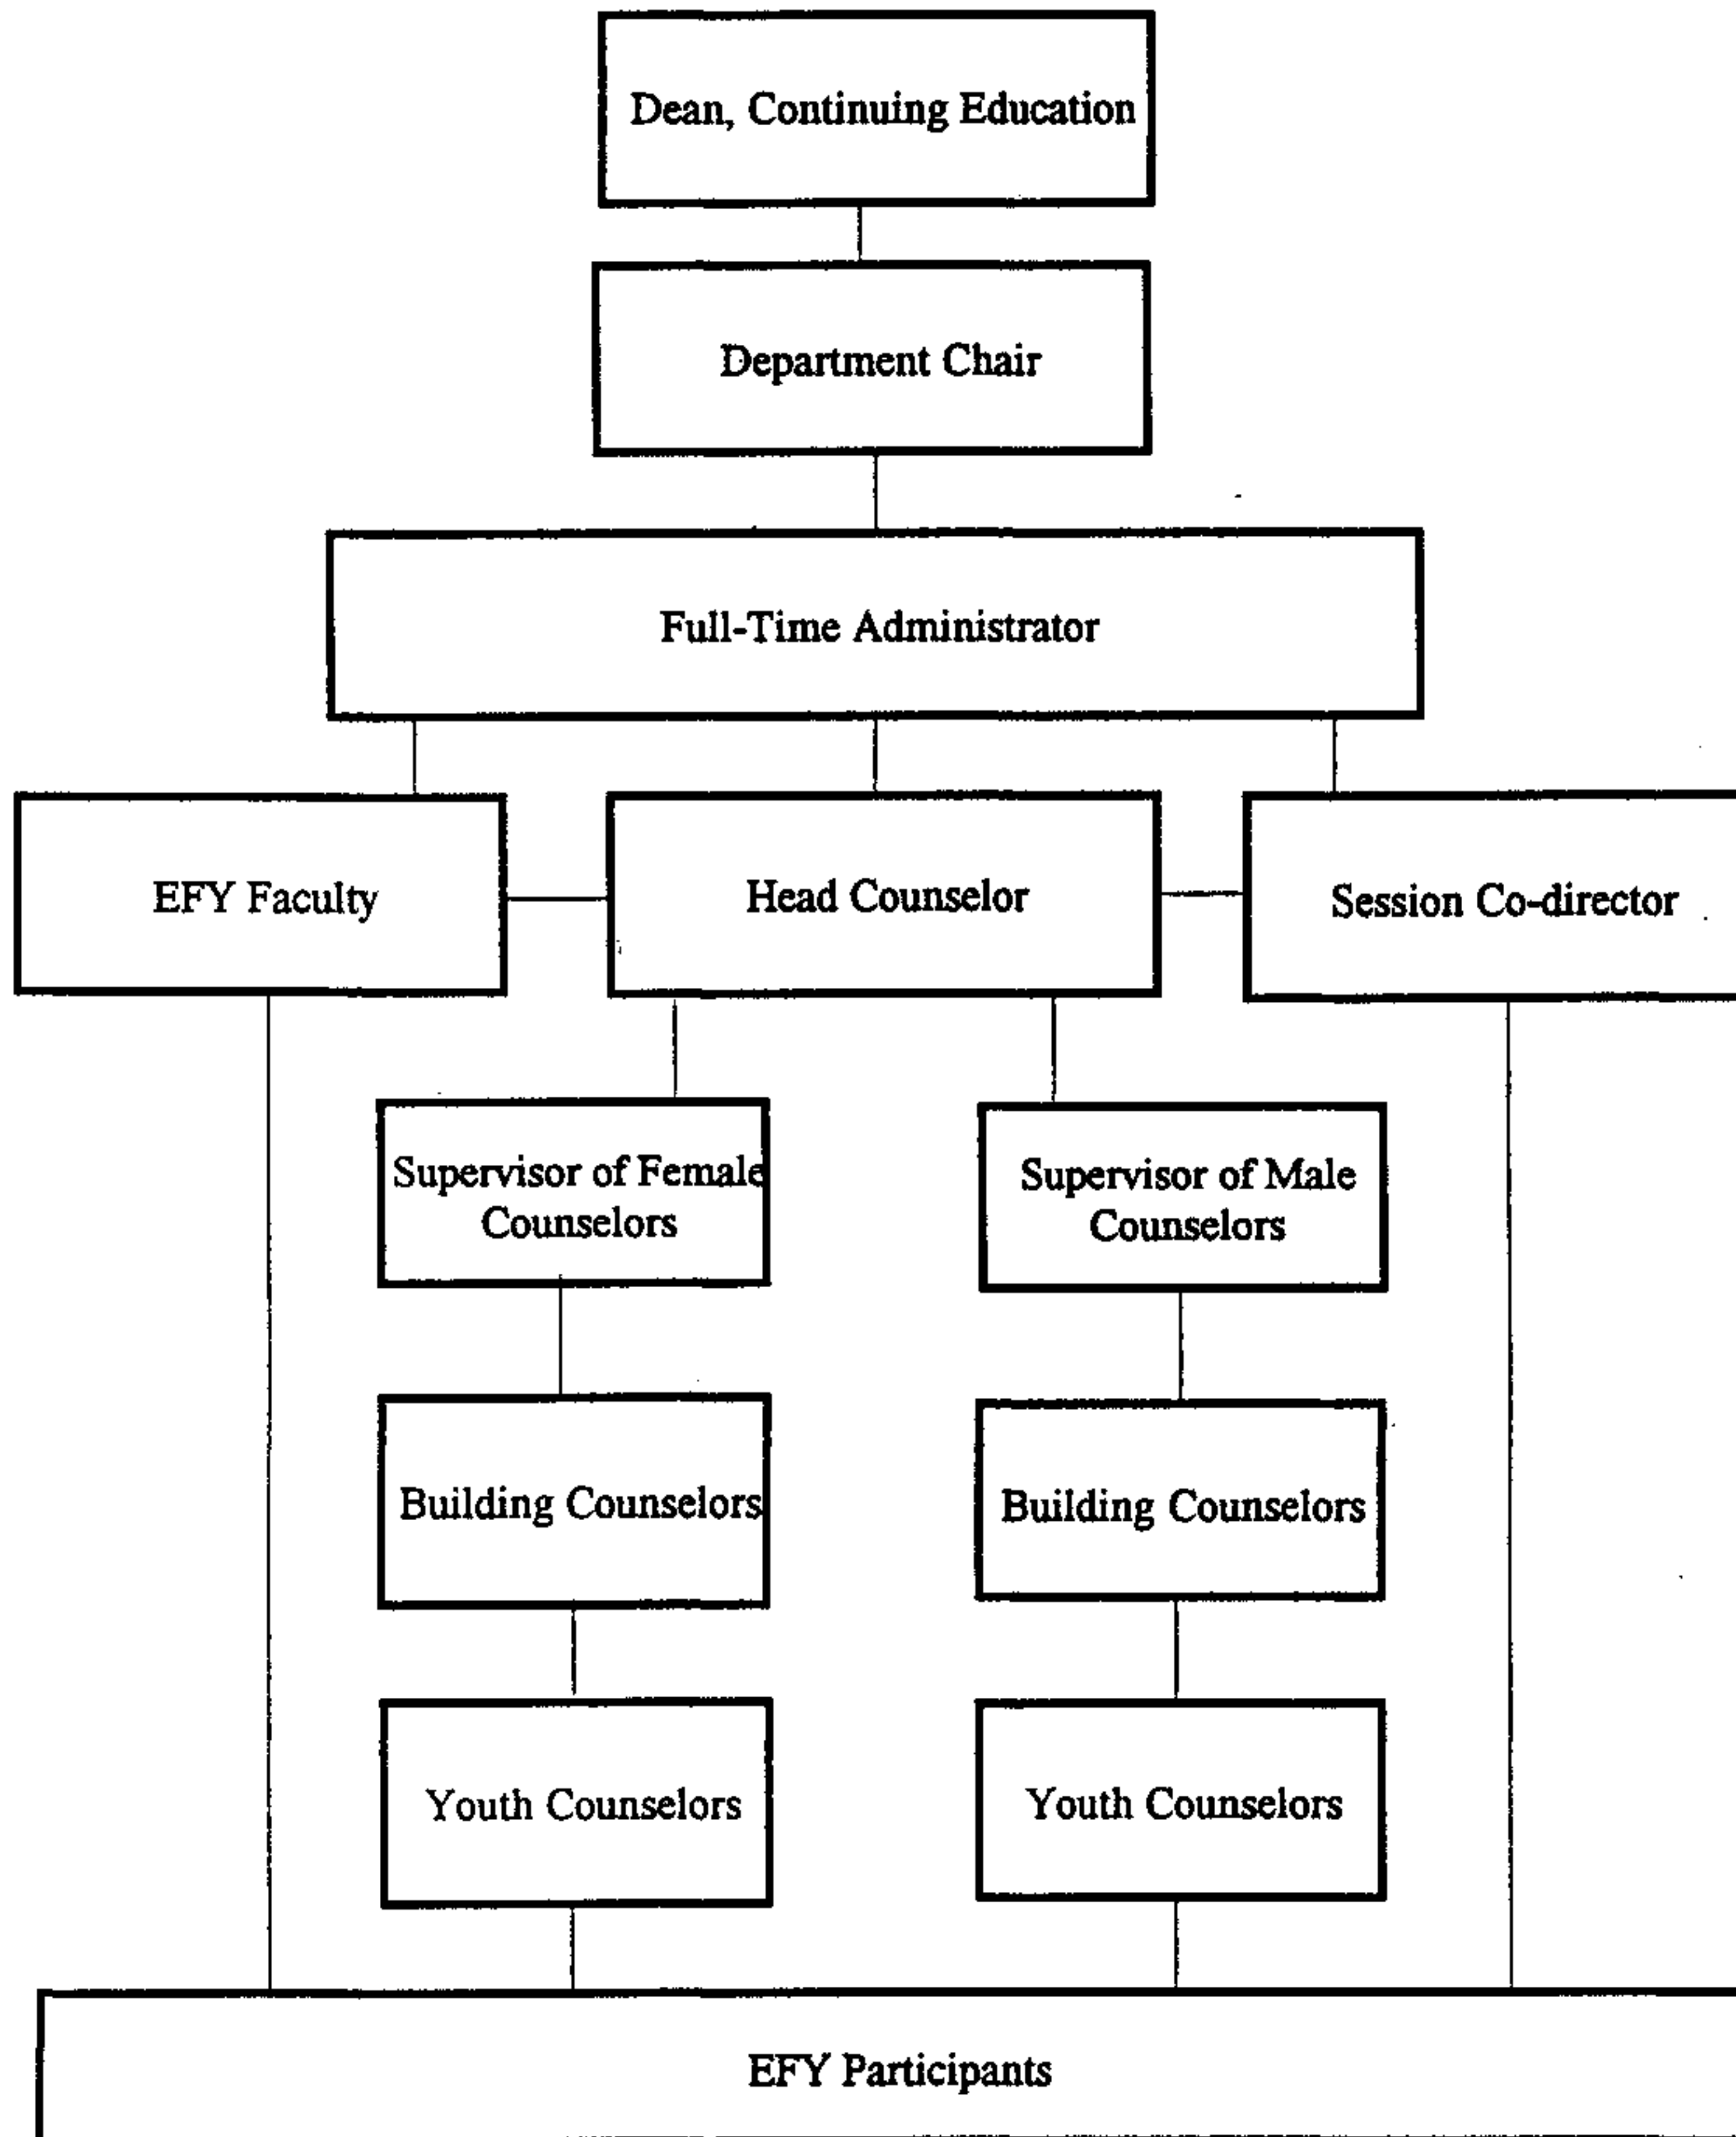 Dean, Continuing Education
Department Chair
Full-Time Administrator
EFY Faculty
Head Counselor
Session Co-director
Supervisor of Female
Counselors
Supervisor of Male
Counselors
Building Counselors
Building Counselors
Youth Counselors
Youth Counselors
EFY Participants